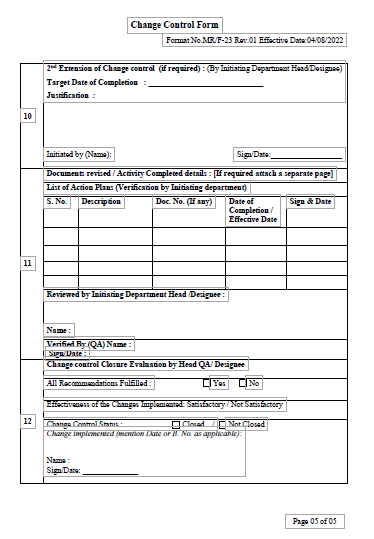 Change Control Form
Format No.MR/F-23 Rev.01 Effective Date:04/08/2022
10
2nd Extension of Change control (if required) : (By Initiating Department Head/Designee)
Target Date of Completion : ____________________
Justification :
Initiated by (Name):
Sign/Date:____________________
11
Documents revised / Activity Completed details : [If required attach a separate page]
List of Action Plans (Verification by Initiating department)
S. No. Description Doc. No. (If any) Date of Completion / Effective Date Sign & Date
Reviewed by Initiating Department Head /Designee :
Name :
Verified By (QA) Name :
Sign/Date :
12
Change control Closure Evaluation by Head QA/ Designee
All Recommendations Fulfilled : ☐ Yes ☐ No
Effectiveness of the Changes Implemented: Satisfactory / Not Satisfactory
Change Control Status : ☐ Closed / ☐ Not Closed
Change implemented (mention Date or B. No. as applicable):
Name :
Sign/Date: ______________
Page 05 of 05